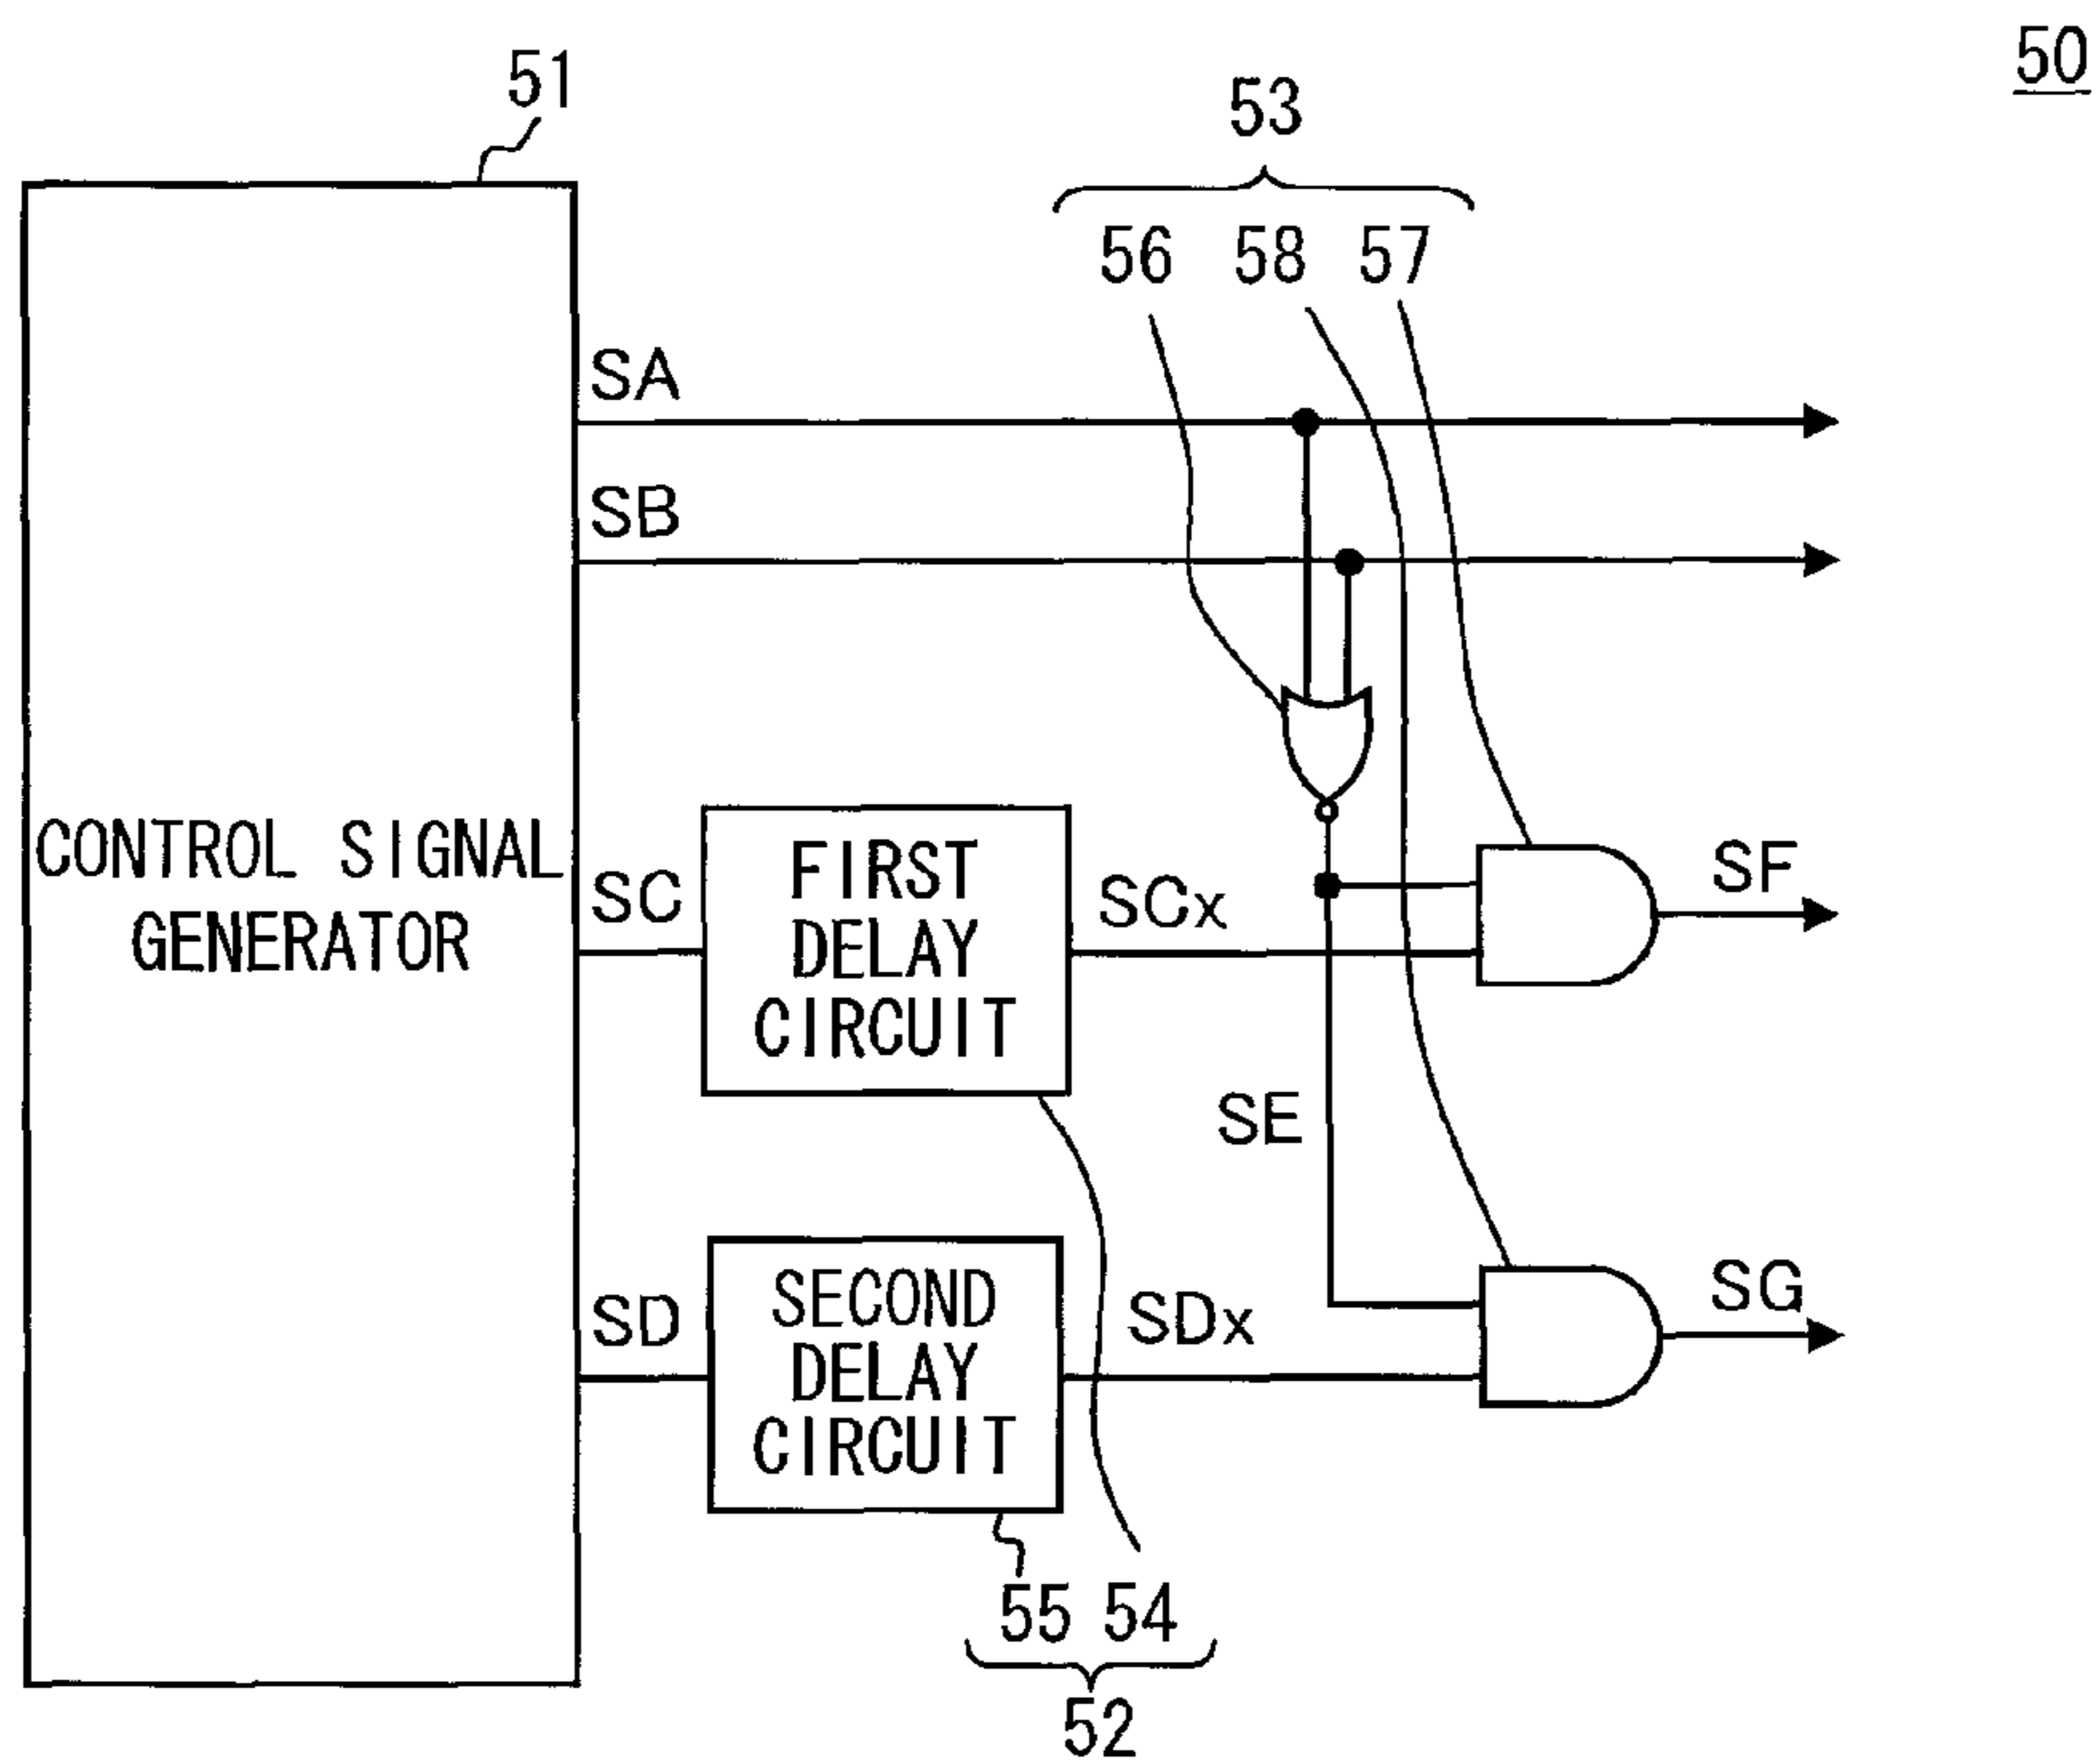 50
51
53
56 58 57
SA
SB
CONTROL SIGNAL
GENERATOR
SC
FIRST
DELAY
CIRCUIT
SCx
SF
SE
SD
SECOND
DELAY
CIRCUIT
SDx
SG
55 54
52